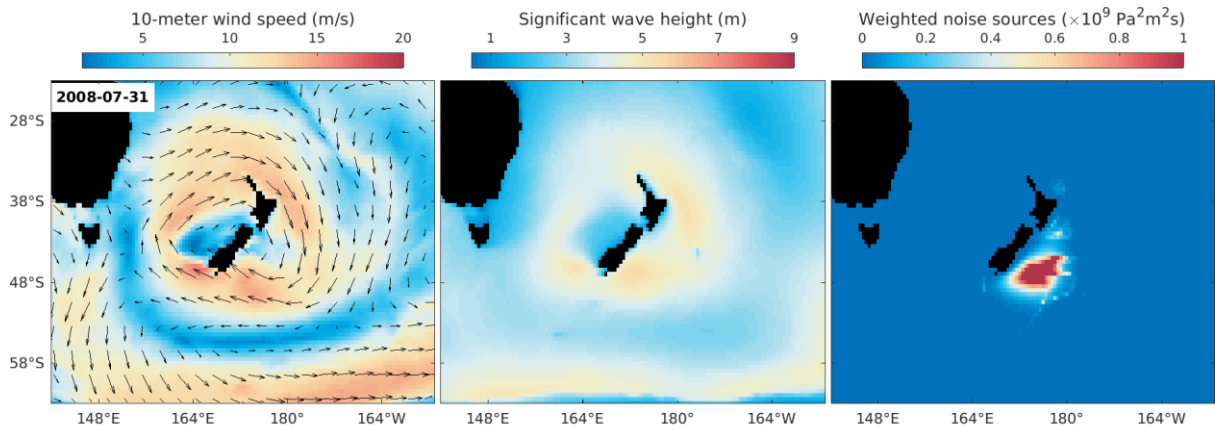 10-meter wind speed (m/s)
5 10 15 20
Significant wave height (m)
1 3 5 7 9
Weighted noise sources (×10⁹ Pa²m²s)
0 0.2 0.4 0.6 0.8 1
2008-07-31
28°S
38°S
48°S
58°S
148°E 164°E 180° 164°W
148°E 164°E 180° 164°W
148°E 164°E 180° 164°W